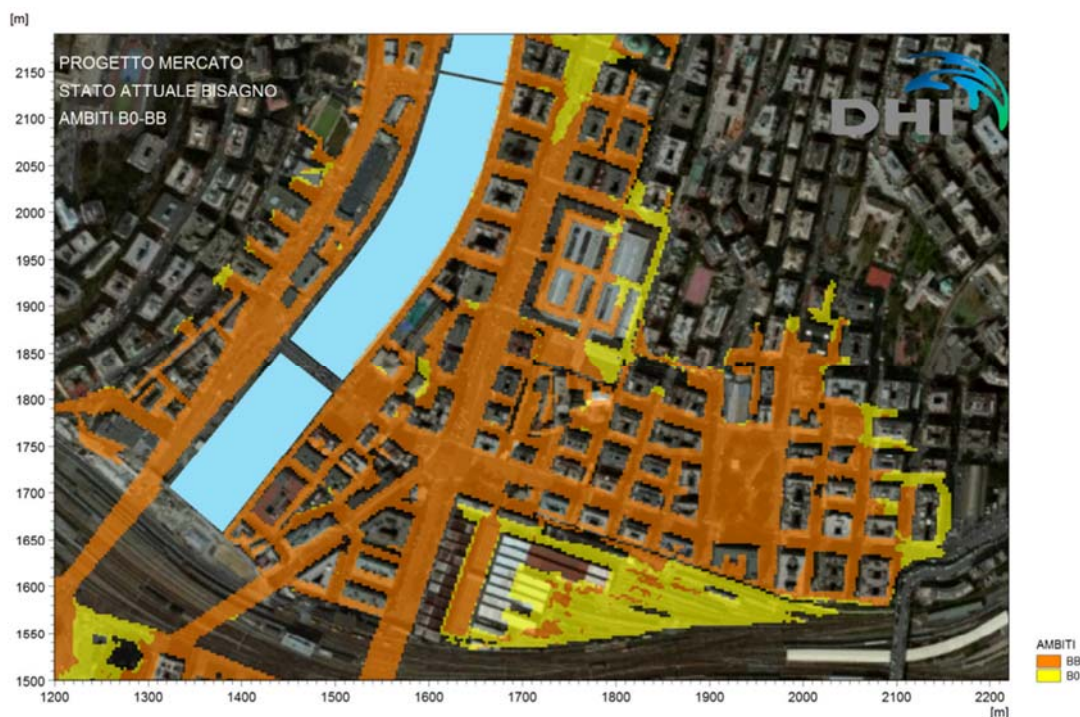 [m]
PROGETTO MERCATO
STATO ATTUALE BISAGNO
AMBITI B0-BB
DHI
2150
2100
2050
2000
1950
1900
1850
1800
1750
1700
1650
1600
1550
1500
1200 1300 1400 1500 1600 1700 1800 1900 2000 2100 2200
[m]
AMBITI
BB
B0